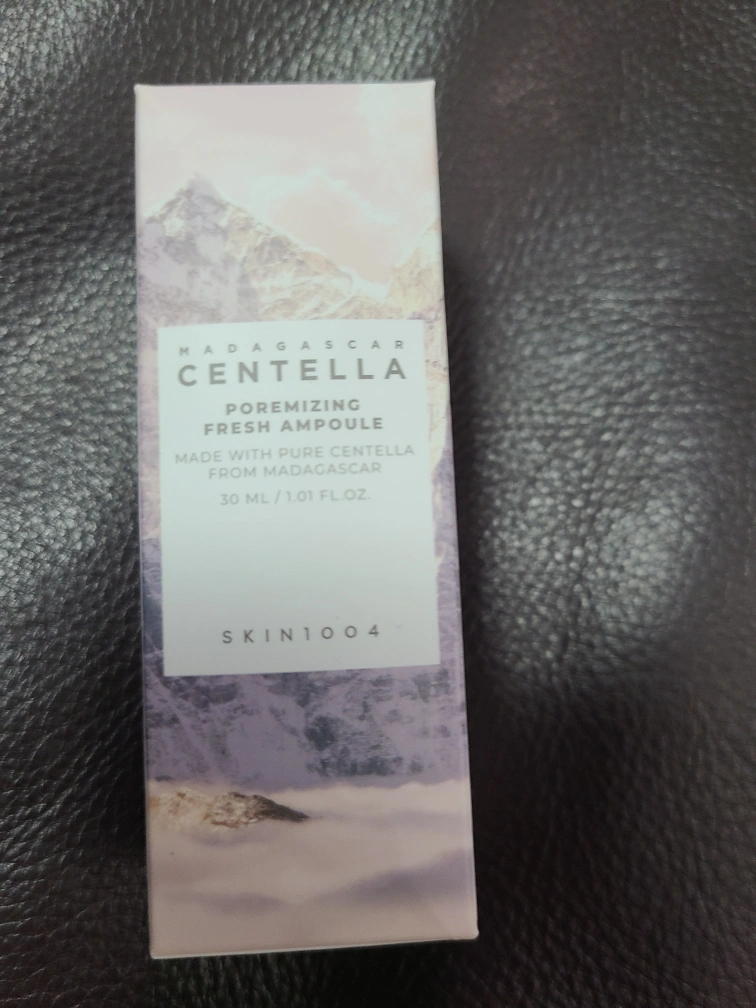 MADAGASCAR
CENTELLA
POREMIZING
FRESH AMPOULE
MADE WITH PURE CENTELLA
FROM MADAGASCAR
30 ML / 1.01 FL.OZ.
SKIN1004